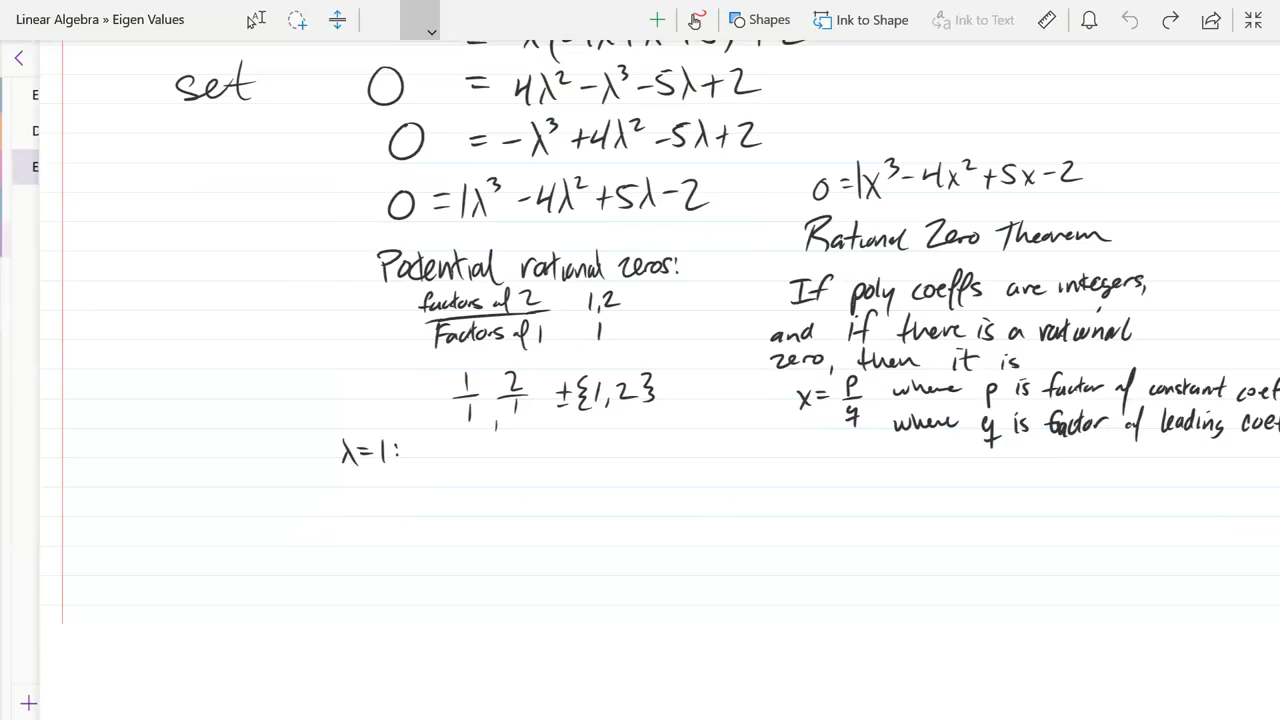 Linear Algebra » Eigen Values
Shapes
Ink to Shape
Ink to Text
E
D
E
set 0 = 4λ² - λ³ - 5λ + 2
0 = -λ³ + 4λ² - 5λ + 2
0 = 1λ³ - 4λ² + 5λ - 2
Potential rational zeros:
factors of 2 1,2
Factors of 1 1
1/1, 2/1 ±{1,2}
λ=1:
0 = 1x³ - 4x² + 5x - 2
Rational Zero Theorem
If poly coeffs are integers,
and if there is a rational
zero, then it is
x = p/q where p is factor of constant coef
where q is factor of leading coef